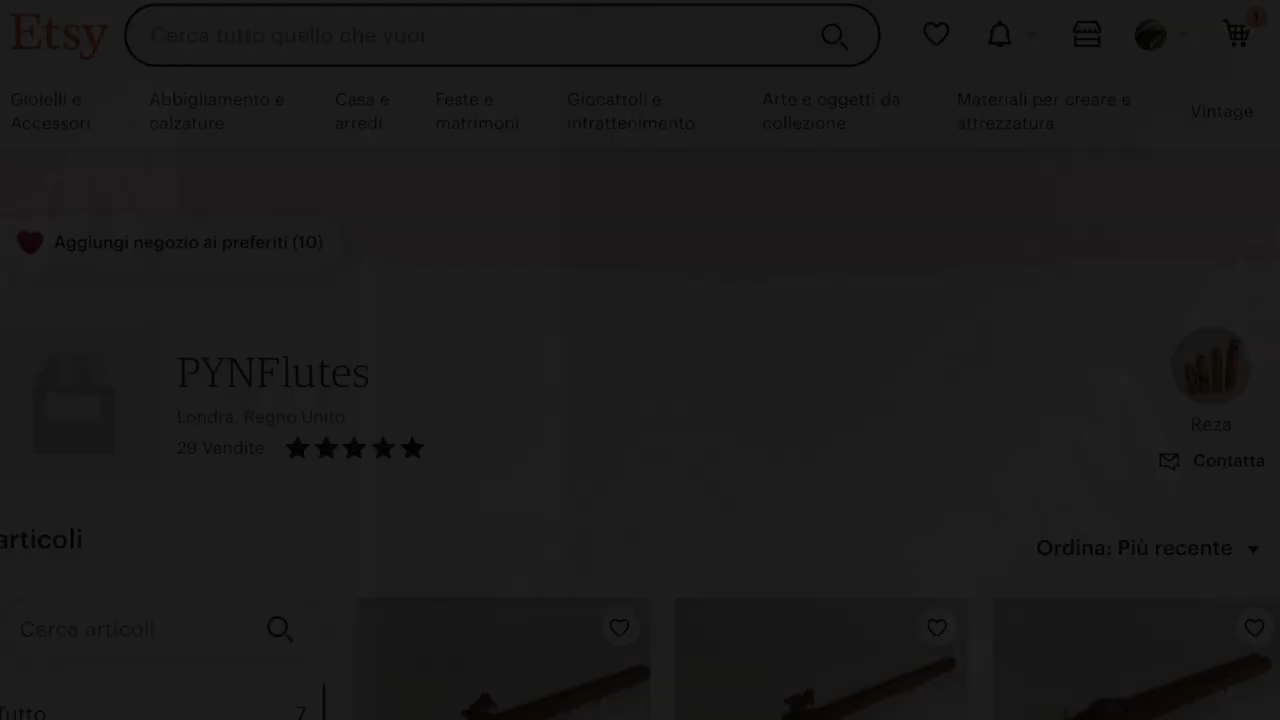 Etsy
Cerca tutto quello che vuoi
1
Gioielli e
Accessori
Abbigliamento e
calzature
Casa e
arredi
Feste e
matrimoni
Giocattoli e
intrattenimento
Arte e oggetti da
collezione
Materiali per creare e
attrezzatura
Vintage
Aggiungi negozio ai preferiti (10)
PYNFlutes
Londra, Regno Unito
29 Vendite
Reza
Contatta
articoli
Ordina: Più recente
Cerca articoli
Tutto 7